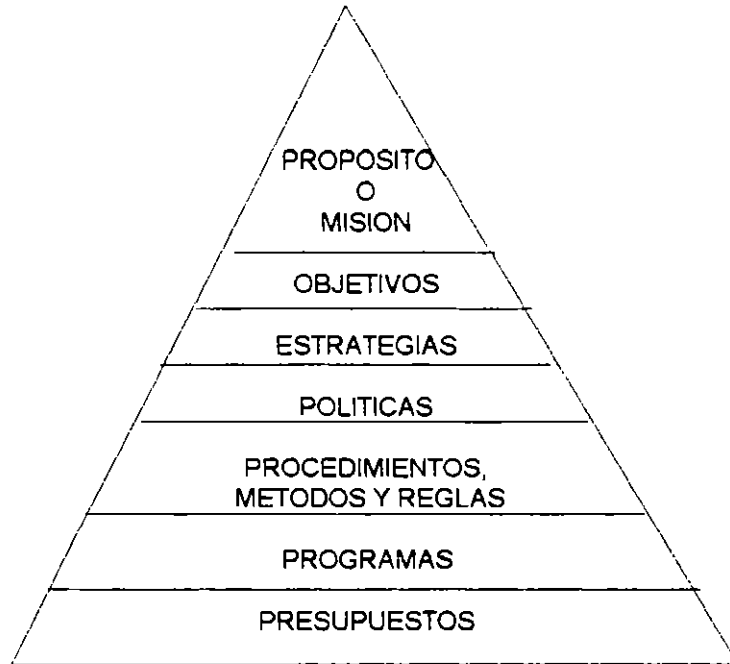 PROPOSITO
O
MISION
OBJETIVOS
ESTRATEGIAS
POLITICAS
PROCEDIMIENTOS,
METODOS Y REGLAS
PROGRAMAS
PRESUPUESTOS